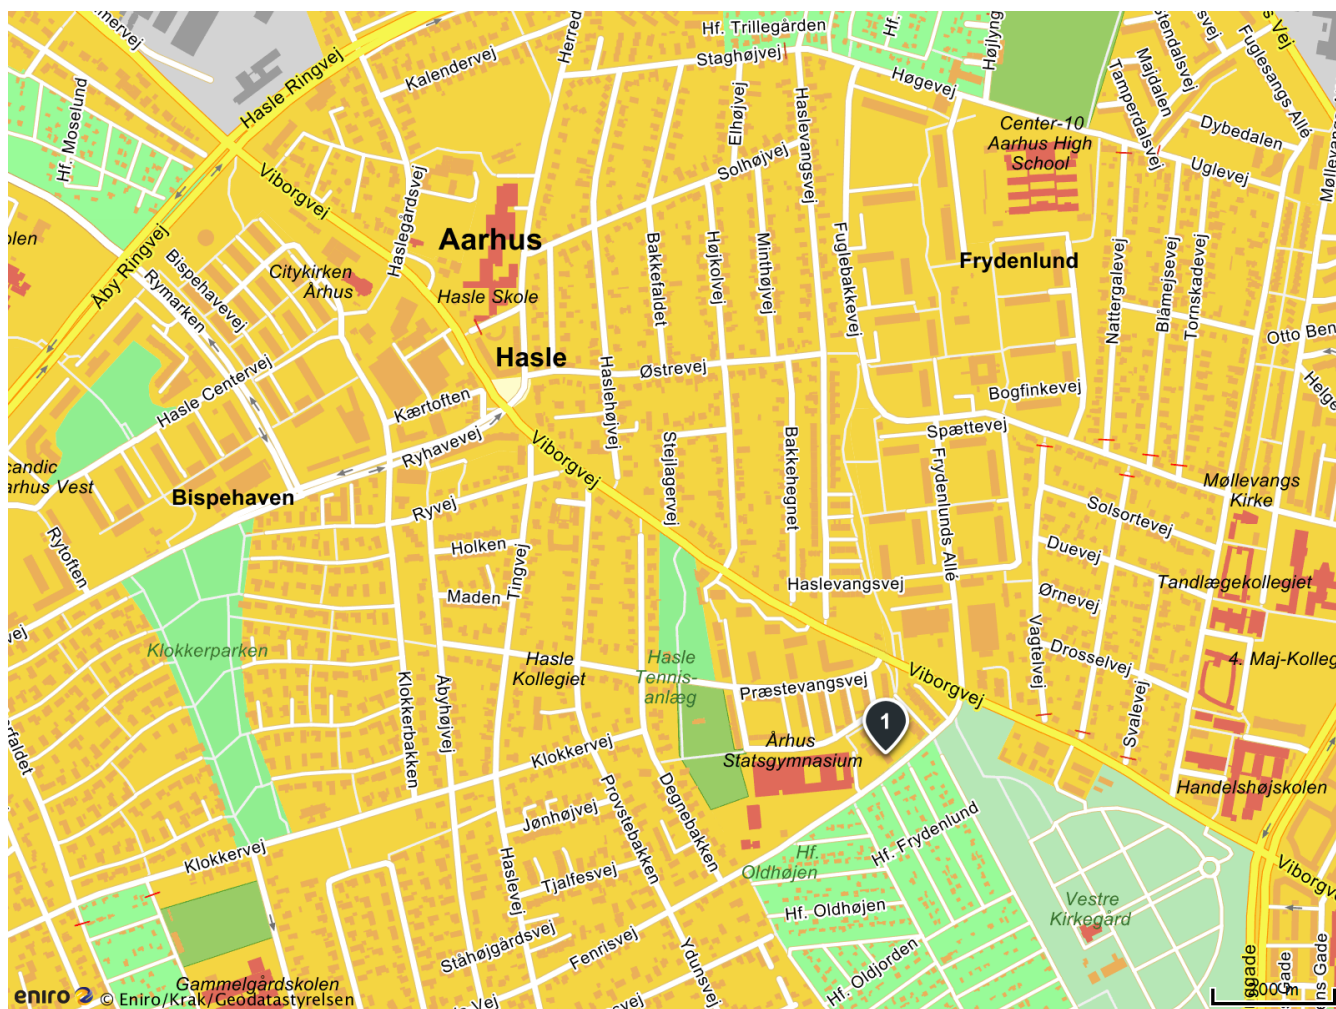 Hf. Trillegården
Hf.
Staghøjvej
Herred
Kalendervej
Hasle Ringvej
Høgevej
Højlyng
Fuglesangs Allé
Majdalen
Tamperdalsvej
Dybedalen
Uglevej
Center-10
Aarhus High
School
Hf. Moselund
Viborgvej
Haslegårdsvej
Elhøjvej
Solhøjvej
Haslevangsvej
Aarhus
Hasle Skole
Bakkefaldet
Højkolvej
Minthøjvej
Fuglebakkevej
Frydenlund
Nattergalevej
Blåmejsevej
Tornskadevej
Otto Ben
Åby Ringvej
Bispehavevej
Rymarken
Citykirken
Århus
Hasle
Østrevej
Haslehøjvej
Hasle Centervej
Kærtoften
Ryhavevej
Viborgvej
Stejlagervej
Bakkehegnet
Bogfinkevej
Spættevej
Frydenlunds Allé
Møllevangs
Kirke
Solsortevej
Duevej
Ørnevej
Tandlægekollegiet
Drosselvej
Vagtelvej
Svalevej
4. Maj-Kolleg
Bispehaven
Rytoften
Ryvej
Holken
Maden
Tingvej
Haslevangsvej
Klokkerparken
Hasle
Kollegiet
Hasle
Tennis-
anlæg
Præstevangsvej
Viborgvej
1
Århus
Statsgymnasium
Handelshøjskolen
Klokkerbakken
Åbyhøjvej
Klokkervej
Provstebakken
Degnebakken
Jønhøjvej
Tjalfesvej
Haslevej
Klokkervej
Ståhøjgårdsvej
Fenrisvej
Ydunsvej
Hf.
Oldhøjen
Hf. Frydenlund
Hf. Oldhøjen
Hf. Oldjorden
Vestre
Kirkegård
Gammelgårdskolen
eniro © Eniro/Krak/Geodatastyrelsen